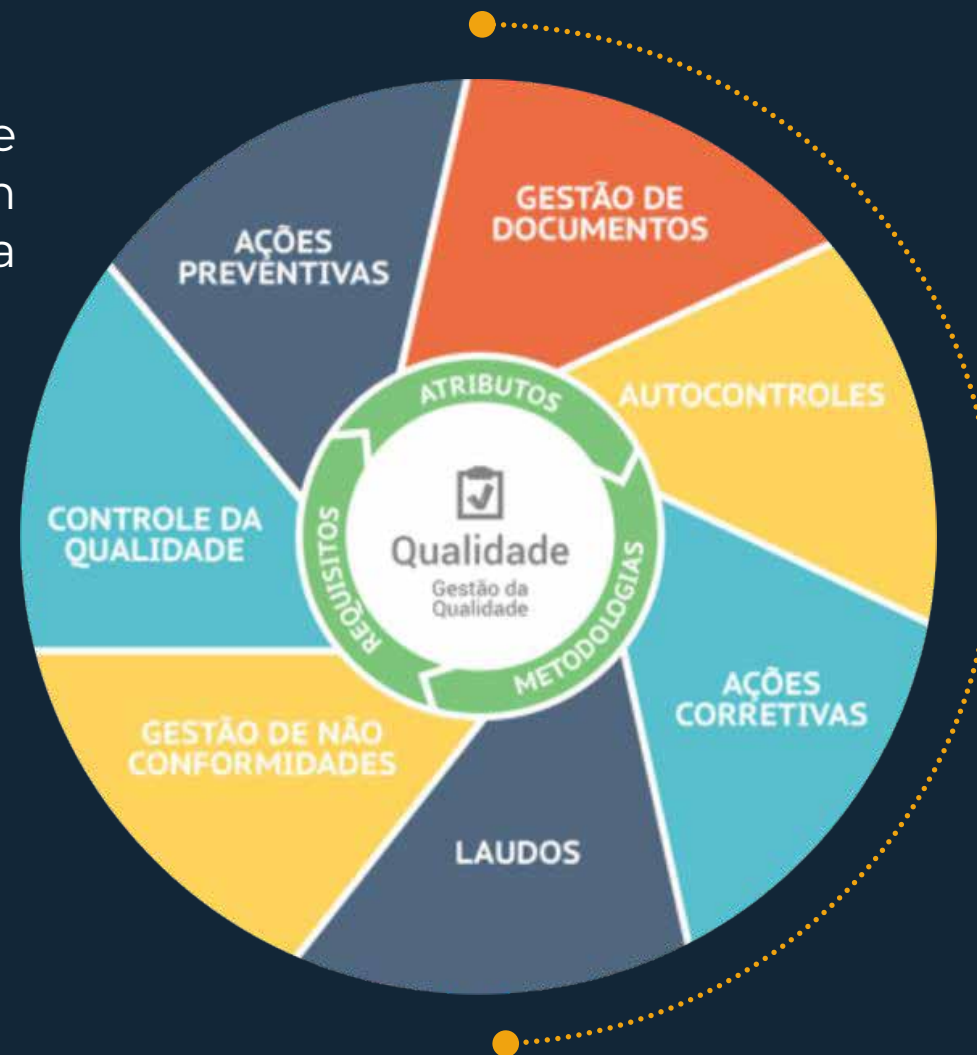 e
n
a
AÇÕES
PREVENTIVAS
GESTÃO DE
DOCUMENTOS
AUTOCONTROLES
AÇÕES
CORRETIVAS
LAUDOS
GESTÃO DE NÃO
CONFORMIDADES
CONTROLE DA
QUALIDADE
ATRIBUTOS
METODOLOGIAS
REQUISITOS
Qualidade
Gestão da
Qualidade